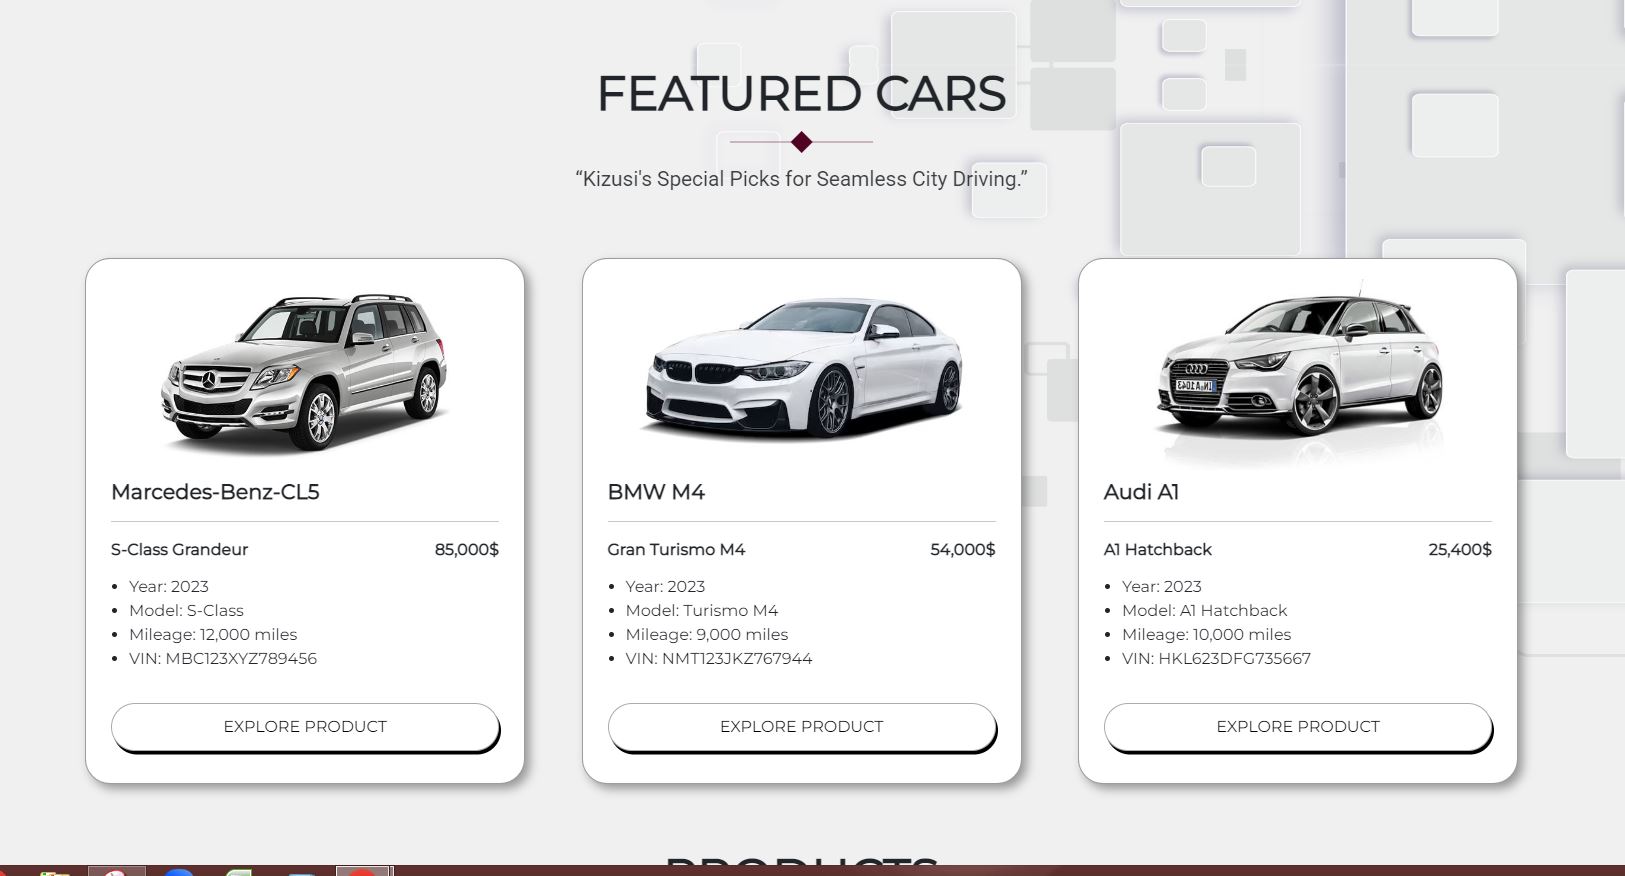 FEATURED CARS
“Kizusi's Special Picks for Seamless City Driving.”
Marcedes-Benz-CL5
S-Class Grandeur 85,000$
• Year: 2023
• Model: S-Class
• Mileage: 12,000 miles
• VIN: MBC123XYZ789456
EXPLORE PRODUCT
BMW M4
Gran Turismo M4 54,000$
• Year: 2023
• Model: Turismo M4
• Mileage: 9,000 miles
• VIN: NMT123JKZ767944
EXPLORE PRODUCT
Audi A1
A1 Hatchback 25,400$
• Year: 2023
• Model: A1 Hatchback
• Mileage: 10,000 miles
• VIN: HKL623DFG735667
EXPLORE PRODUCT
PRODUCTS